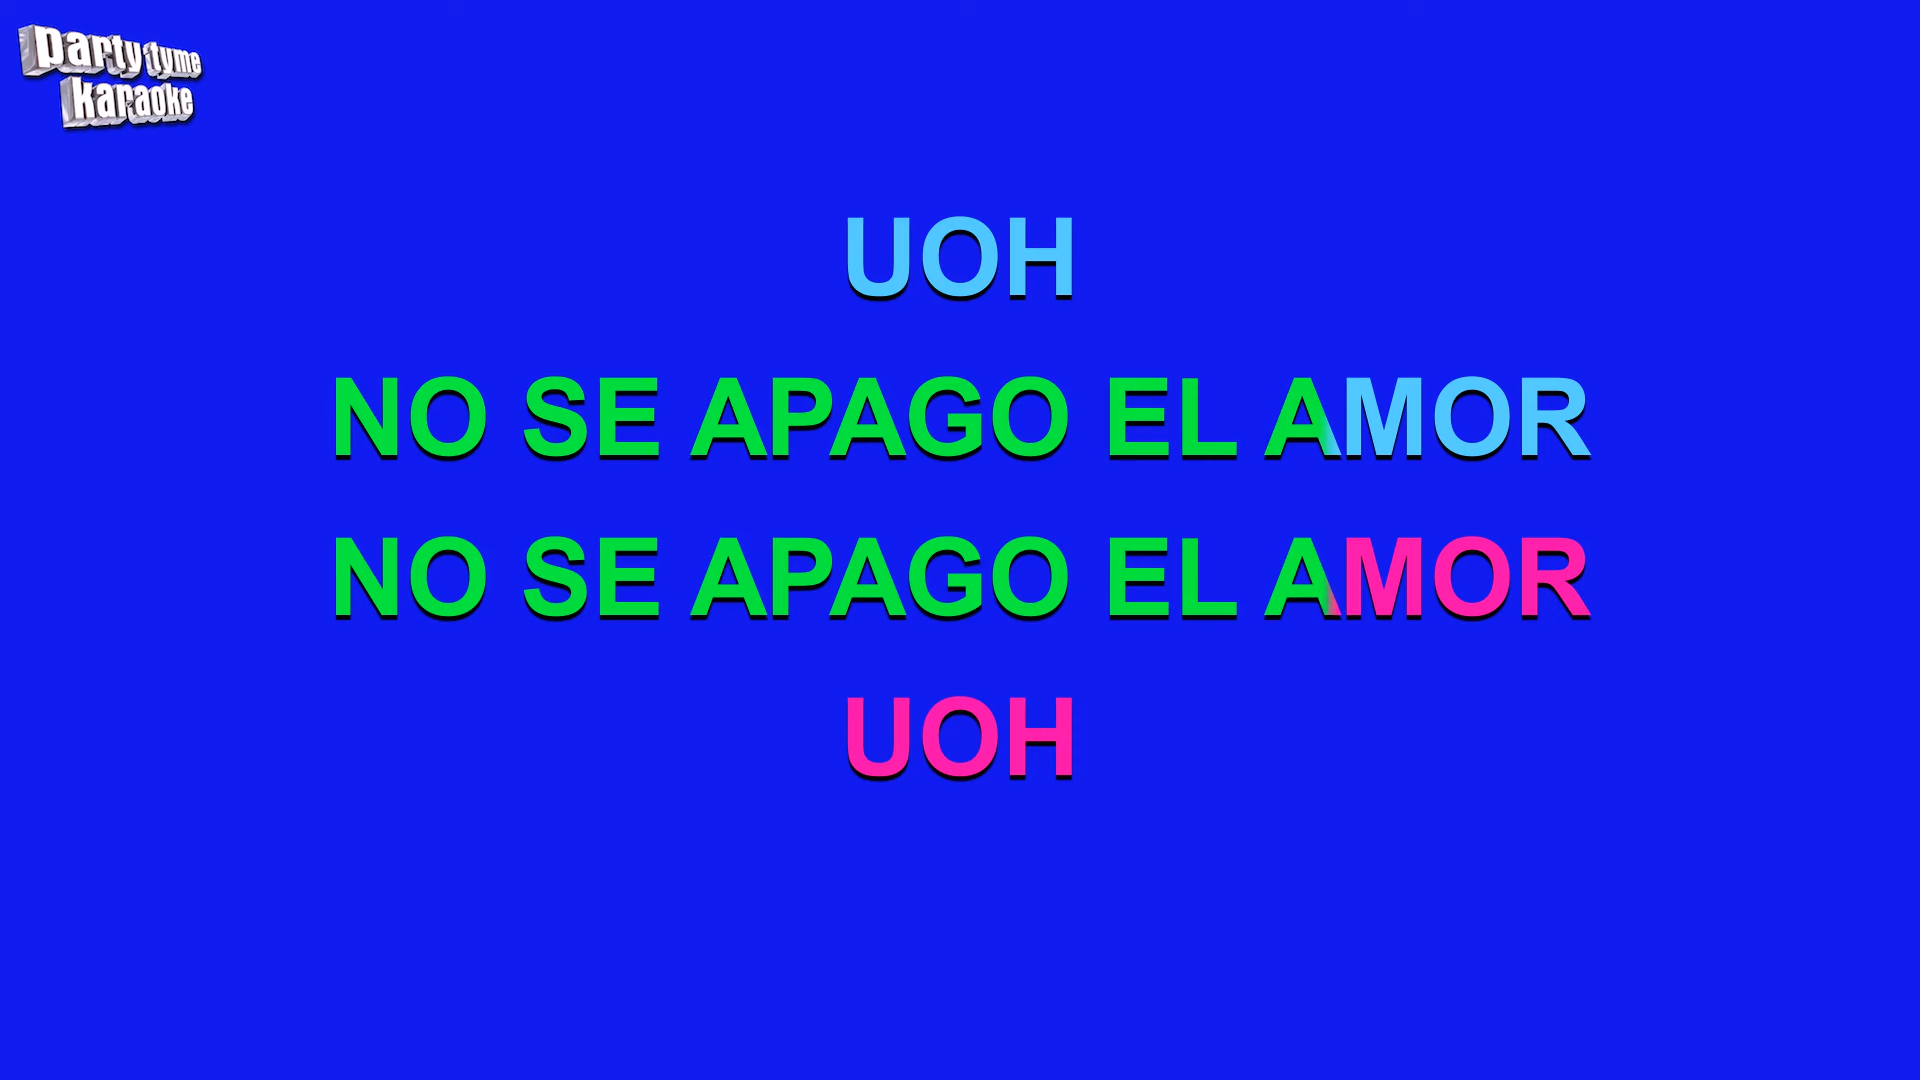 party tyme
karaoke
UOH
NO SE APAGO EL AMOR
NO SE APAGO EL AMOR
UOH